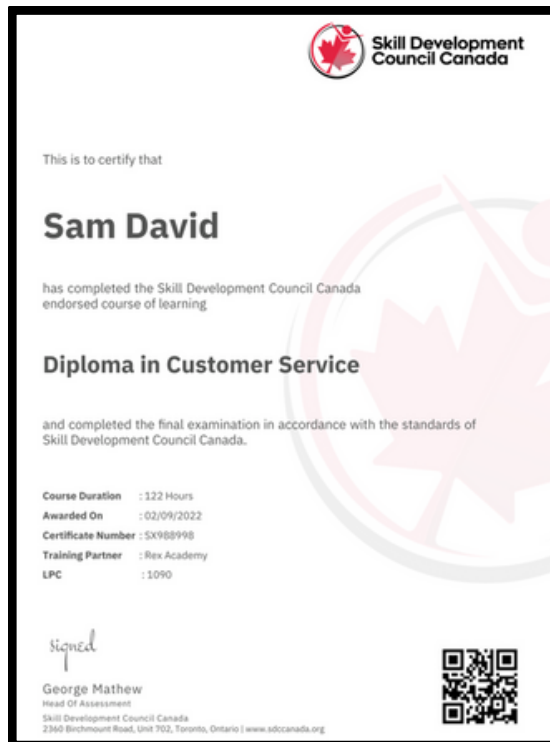 Skill Development
Council Canada
This is to certify that
Sam David
has completed the Skill Development Council Canada
endorsed course of learning
Diploma in Customer Service
and completed the final examination in accordance with the standards of
Skill Development Council Canada.
Course Duration : 122 Hours
Awarded On : 02/09/2022
Certificate Number : SX988998
Training Partner : Rex Academy
LPC : 1090
signed
George Mathew
Head Of Assessment
Skill Development Council Canada
2360 Birchmount Road, Unit 702, Toronto, Ontario | www.sdccanada.org